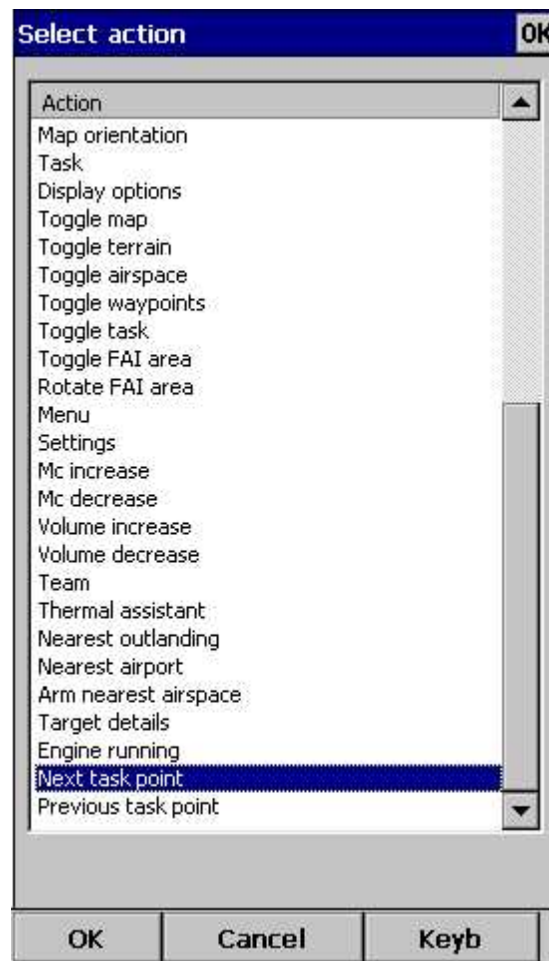 Select action OK
Action
Map orientation
Task
Display options
Toggle map
Toggle terrain
Toggle airspace
Toggle waypoints
Toggle task
Toggle FAI area
Rotate FAI area
Menu
Settings
Mc increase
Mc decrease
Volume increase
Volume decrease
Team
Thermal assistant
Nearest outlanding
Nearest airport
Arm nearest airspace
Target details
Engine running
Next task point
Previous task point
OK Cancel Keyb